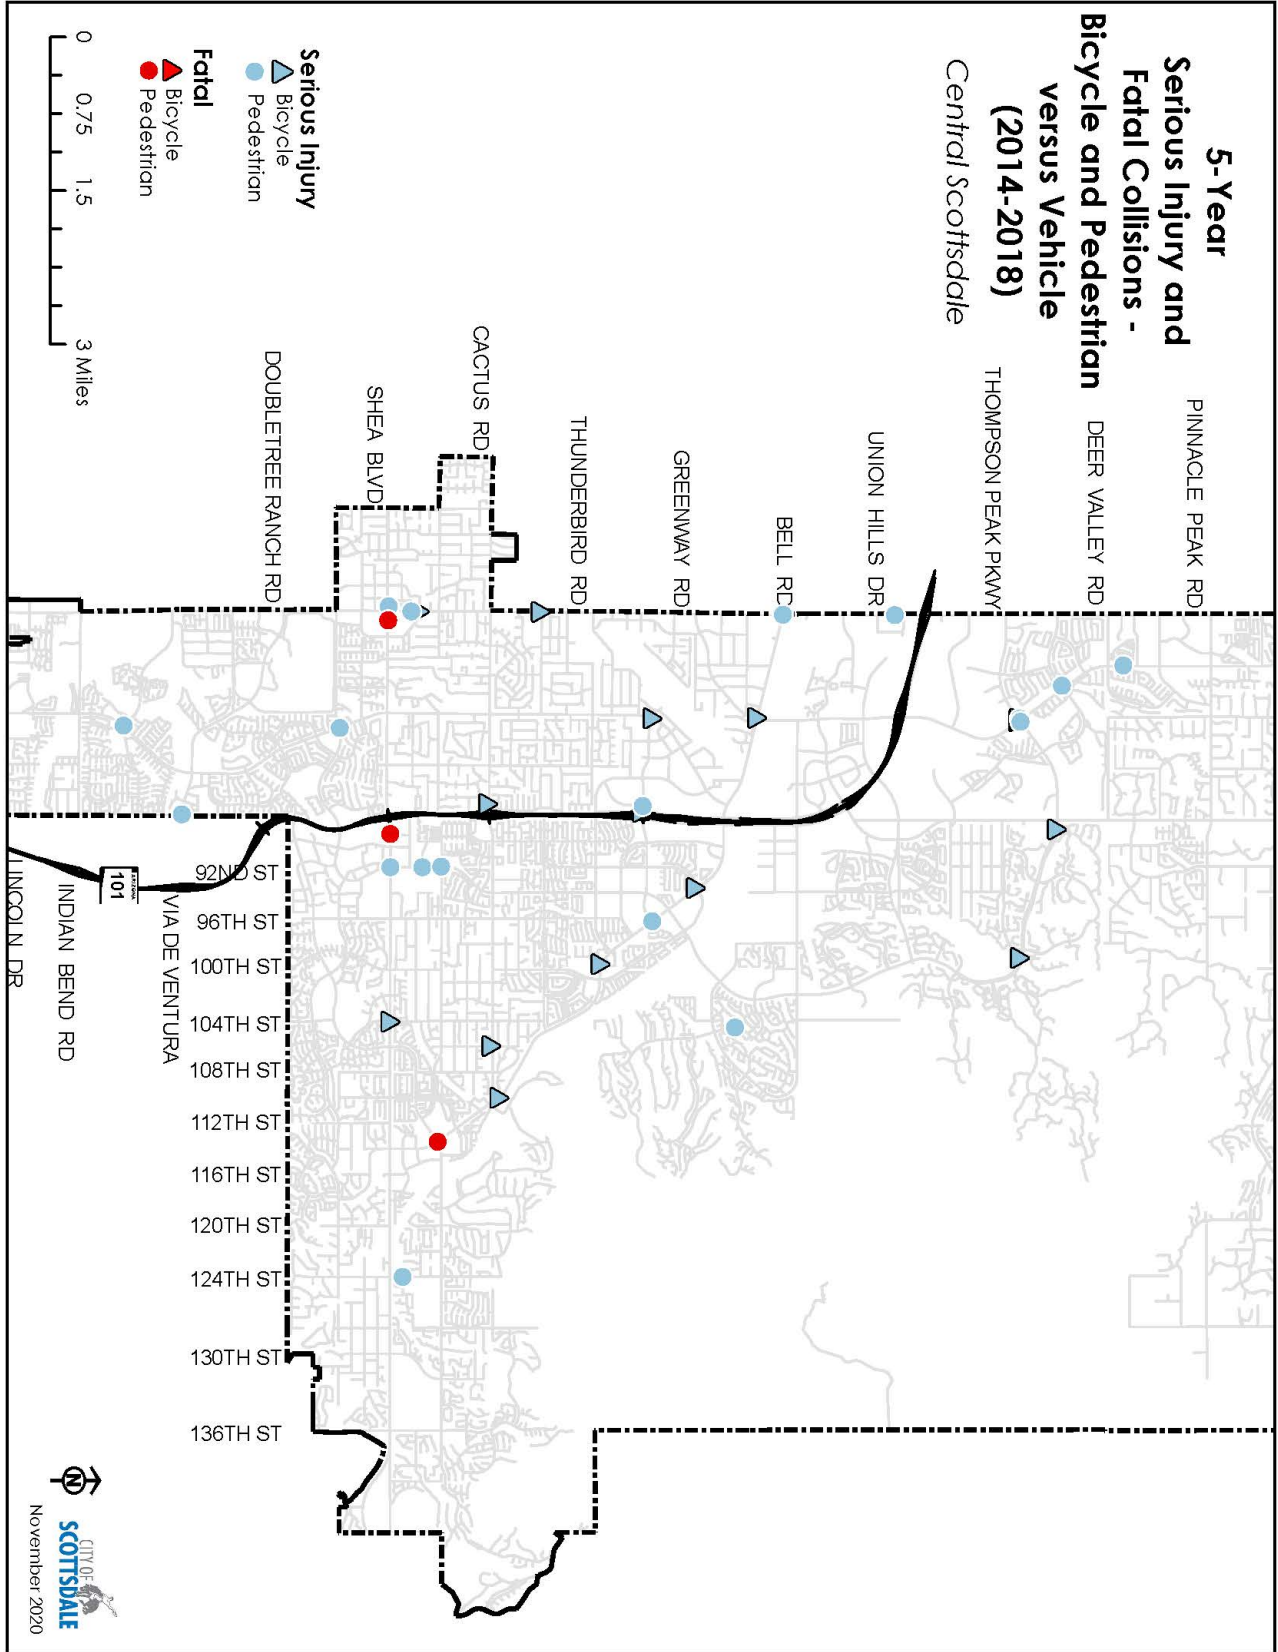 5-Year
Serious Injury and
Fatal Collisions -
Bicycle and Pedestrian
versus Vehicle
(2014-2018)
Central Scottsdale
PINNACLE PEAK RD
DEER VALLEY RD
THOMPSON PEAK PKWY
UNION HILLS DR
BELL RD
GREENWAY RD
THUNDERBIRD RD
CACTUS RD
SHEA BLVD
DOUBLETREE RANCH RD
Serious Injury
Bicycle
Pedestrian
Fatal
Bicycle
Pedestrian
0 0.75 1.5 3 Miles
VIA DE VENTURA
INDIAN BEND RD
LINCOLN DR
ARIZONA
101
92ND ST
96TH ST
100TH ST
104TH ST
108TH ST
112TH ST
116TH ST
120TH ST
124TH ST
130TH ST
136TH ST
N
CITY OF
SCOTTSDALE
November 2020